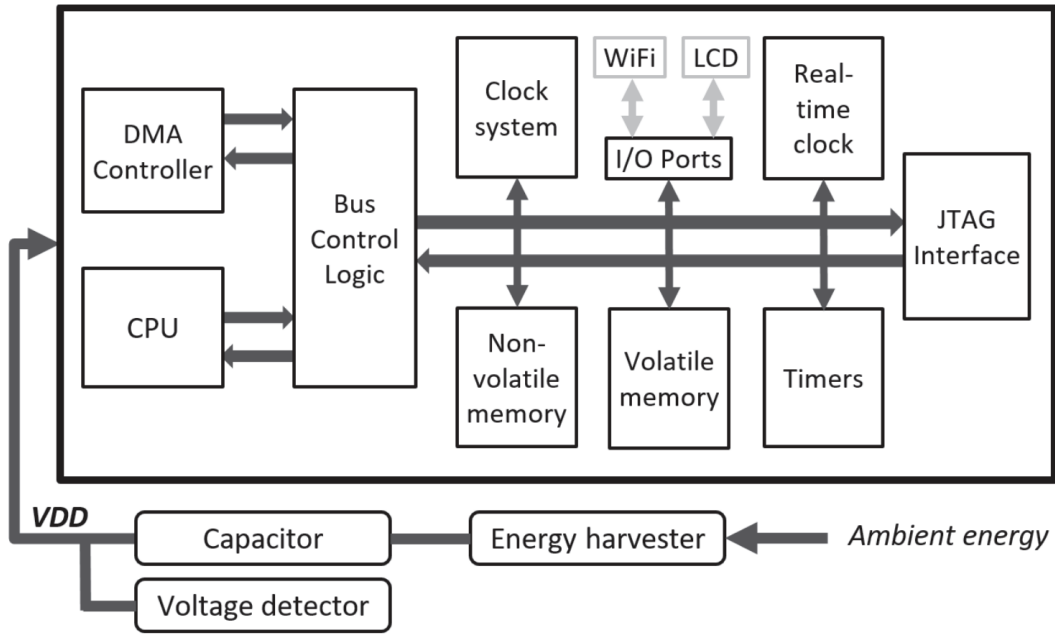 DMA
Controller
CPU
Bus
Control
Logic
Clock
system
WiFi
LCD
I/O Ports
Real-
time
clock
JTAG
Interface
Non-
volatile
memory
Volatile
memory
Timers
VDD
Capacitor
Energy harvester
Ambient energy
Voltage detector